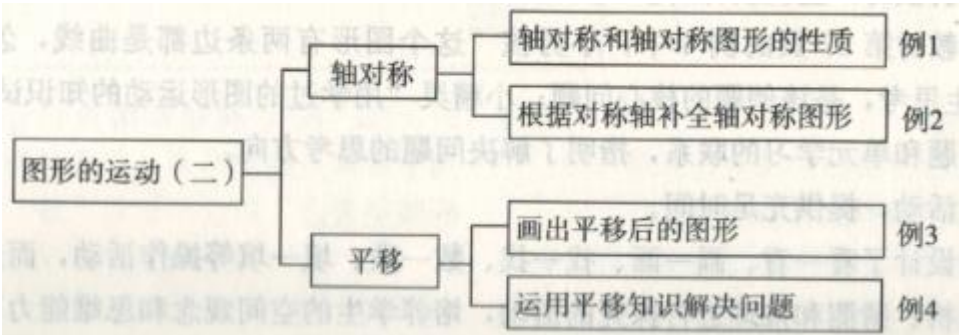 轴对称和轴对称图形的性质 例1
轴对称
根据对称轴补全轴对称图形 例2
图形的运动（二）
画出平移后的图形 例3
平移
运用平移知识解决问题 例4